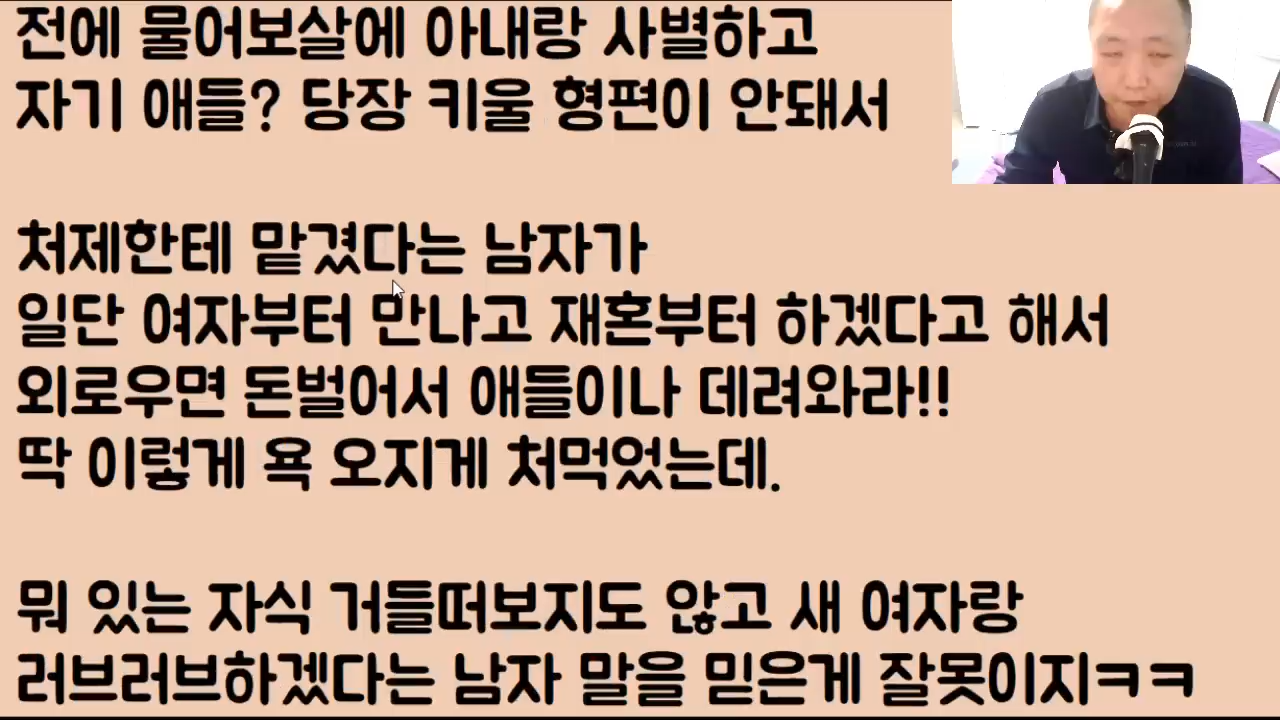 전에 물어보살에 아내랑 사별하고
자기 애들? 당장 키울 형편이 안돼서
처제한테 맡겼다는 남자가
일단 여자부터 만나고 재혼부터 하겠다고 해서
외로우면 돈벌어서 애들이나 데려와라!!
딱 이렇게 욕 오지게 처먹었는데.
뭐 있는 자식 거들떠보지도 않고 새 여자랑
러브러브하겠다는 남자 말을 믿은게 잘못이지ㅋㅋ